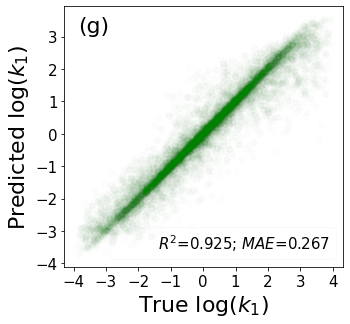 (g)
Predicted log(k₁)
3
2
1
0
−1
−2
−3
−4
R²=0.925; MAE=0.267
−4 −3 −2 −1 0 1 2 3 4
True log(k₁)